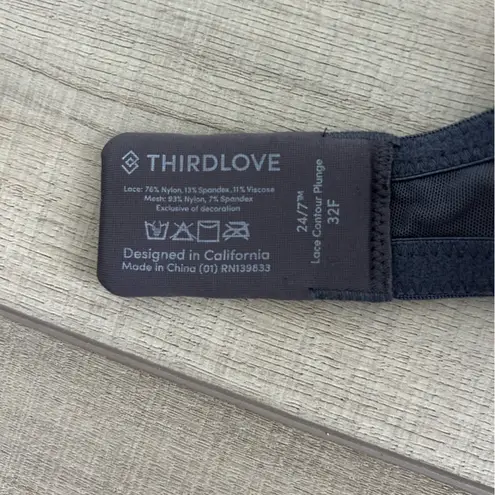 THIRDLOVE
Lace: 76% Nylon, 13% Spandex, 11% Viscose
Mesh: 93% Nylon, 7% Spandex
Exclusive of decoration
Designed in California
Made in China (01) RN139633
24/7™
Lace Contour Plunge
32F